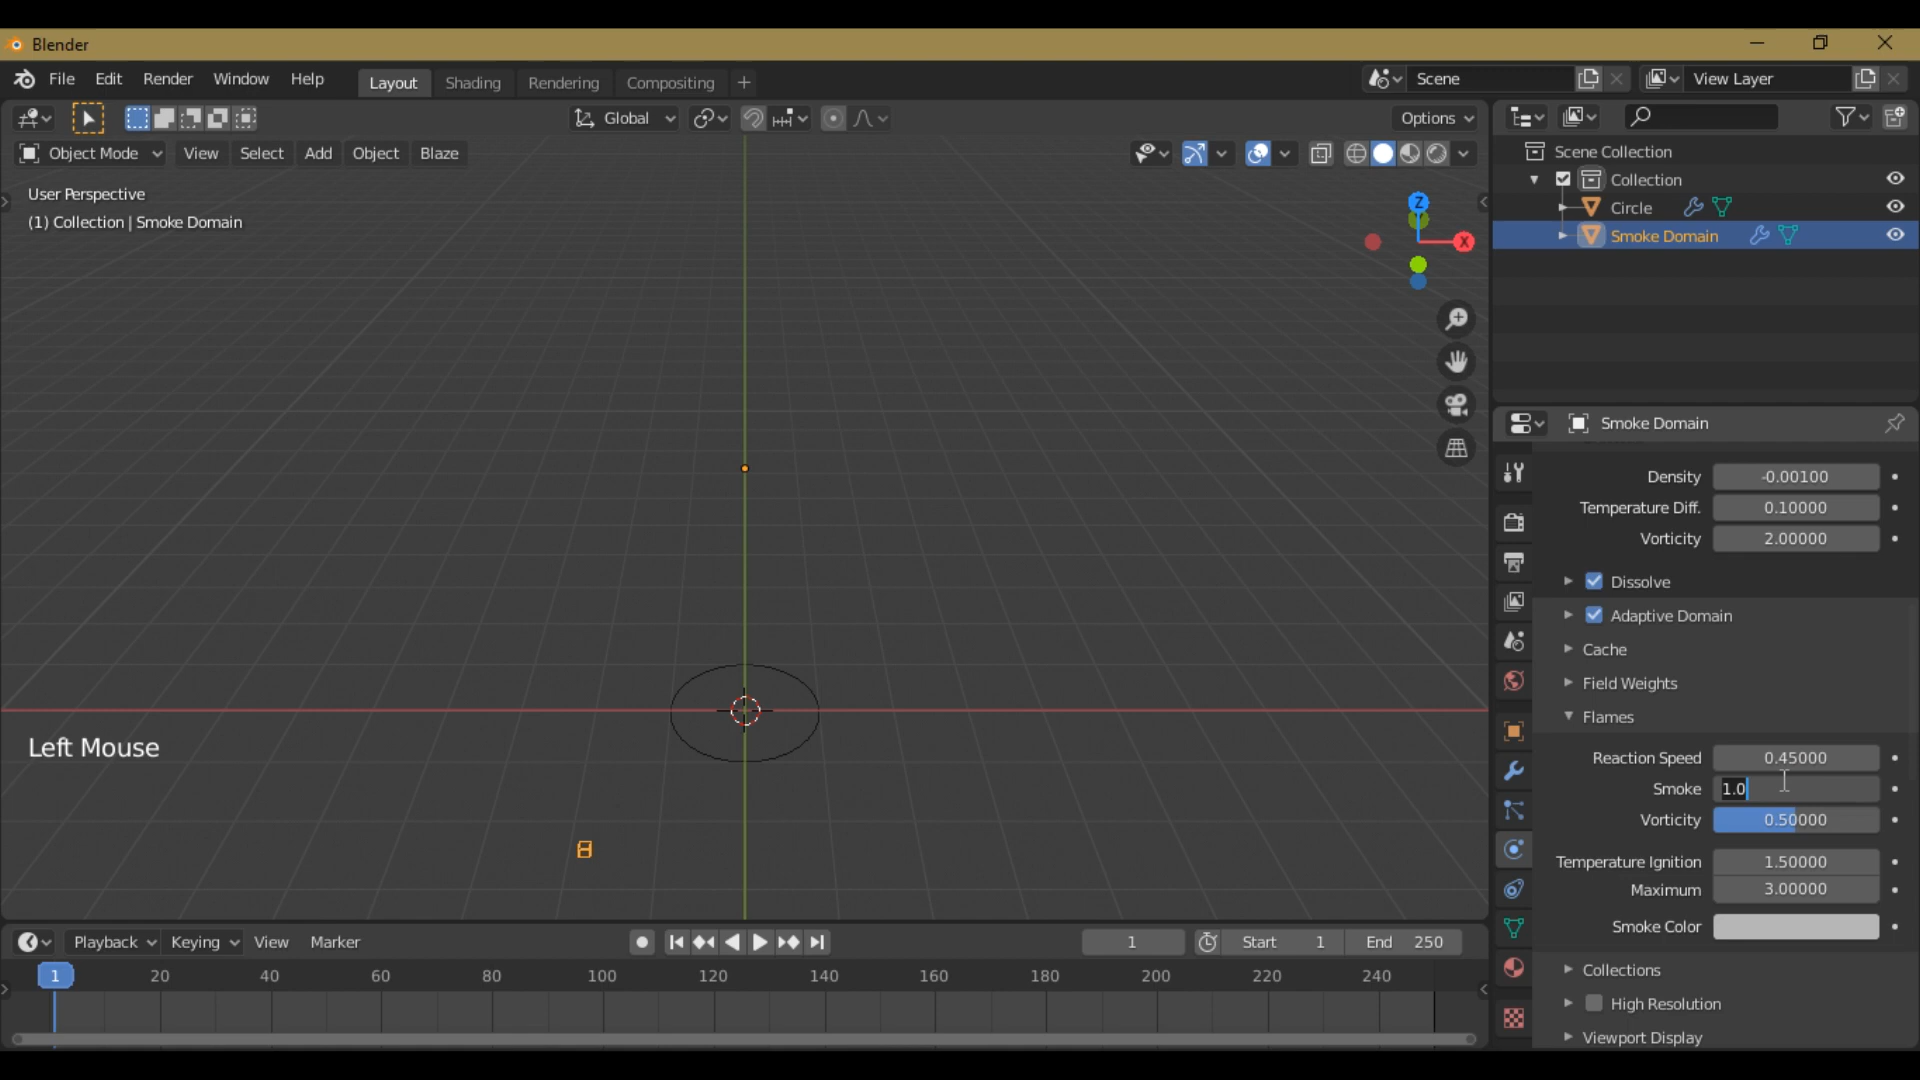 Blender
File Edit Render Window Help Layout Shading Rendering Compositing + Scene View Layer
Global Options
Object Mode View Select Add Object Blaze
User Perspective
(1) Collection | Smoke Domain
Z
X
Left Mouse
Scene Collection
Collection
Circle
Smoke Domain
Smoke Domain
Density -0.00100
Temperature Diff. 0.10000
Vorticity 2.00000
Dissolve
Adaptive Domain
Cache
Field Weights
Flames
Reaction Speed 0.45000
Smoke 1.0
Vorticity 0.50000
Temperature Ignition 1.50000
Maximum 3.00000
Smoke Color
Collections
High Resolution
Viewport Display
Playback Keying View Marker 1 Start 1 End 250
1 20 40 60 80 100 120 140 160 180 200 220 240